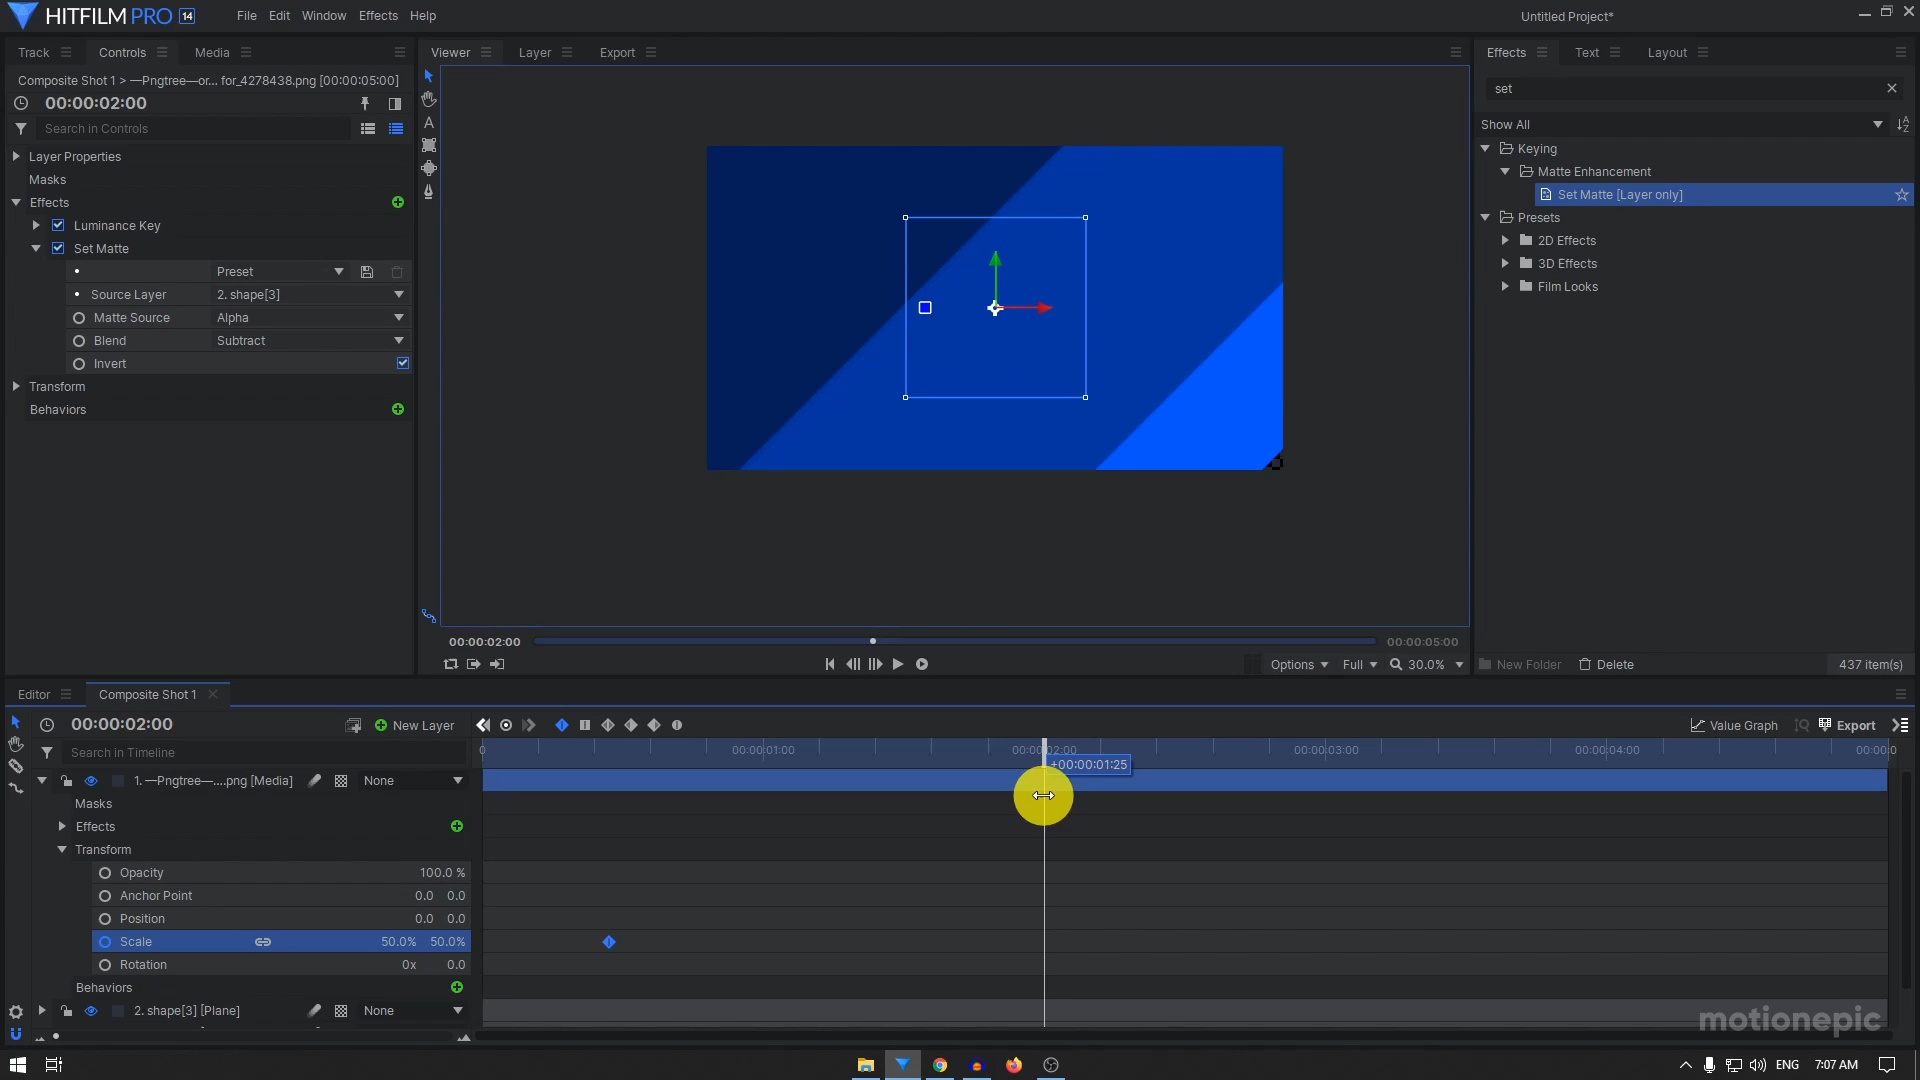 HITFILM PRO 14
File Edit Window Effects Help
Untitled Project*
Track Controls Media
Viewer Layer Export
Effects Text Layout
Composite Shot 1 > —Pngtree—or... for_4278438.png [00:00:05:00]
00:00:02:00
Search in Controls
Layer Properties
Masks
Effects
Luminance Key
Set Matte
Preset
Source Layer 2. shape[3]
Matte Source Alpha
Blend Subtract
Invert
Transform
Behaviors
set
Show All
Keying
Matte Enhancement
Set Matte [Layer only]
Presets
2D Effects
3D Effects
Film Looks
00:00:02:00 00:00:05:00
Options Full 30.0%
New Folder Delete 437 item(s)
Editor Composite Shot 1
00:00:02:00 New Layer Value Graph Export
Search in Timeline
0 00:00:01:00 00:00:02:00 00:00:03:00 00:00:04:00 00:00:0
+00:00:01:25
1. —Pngtree—....png [Media] None
Masks
Effects
Transform
Opacity 100.0 %
Anchor Point 0.0 0.0
Position 0.0 0.0
Scale 50.0% 50.0%
Rotation 0x 0.0
Behaviors
2. shape[3] [Plane] None
motionepic
ENG 7:07 AM